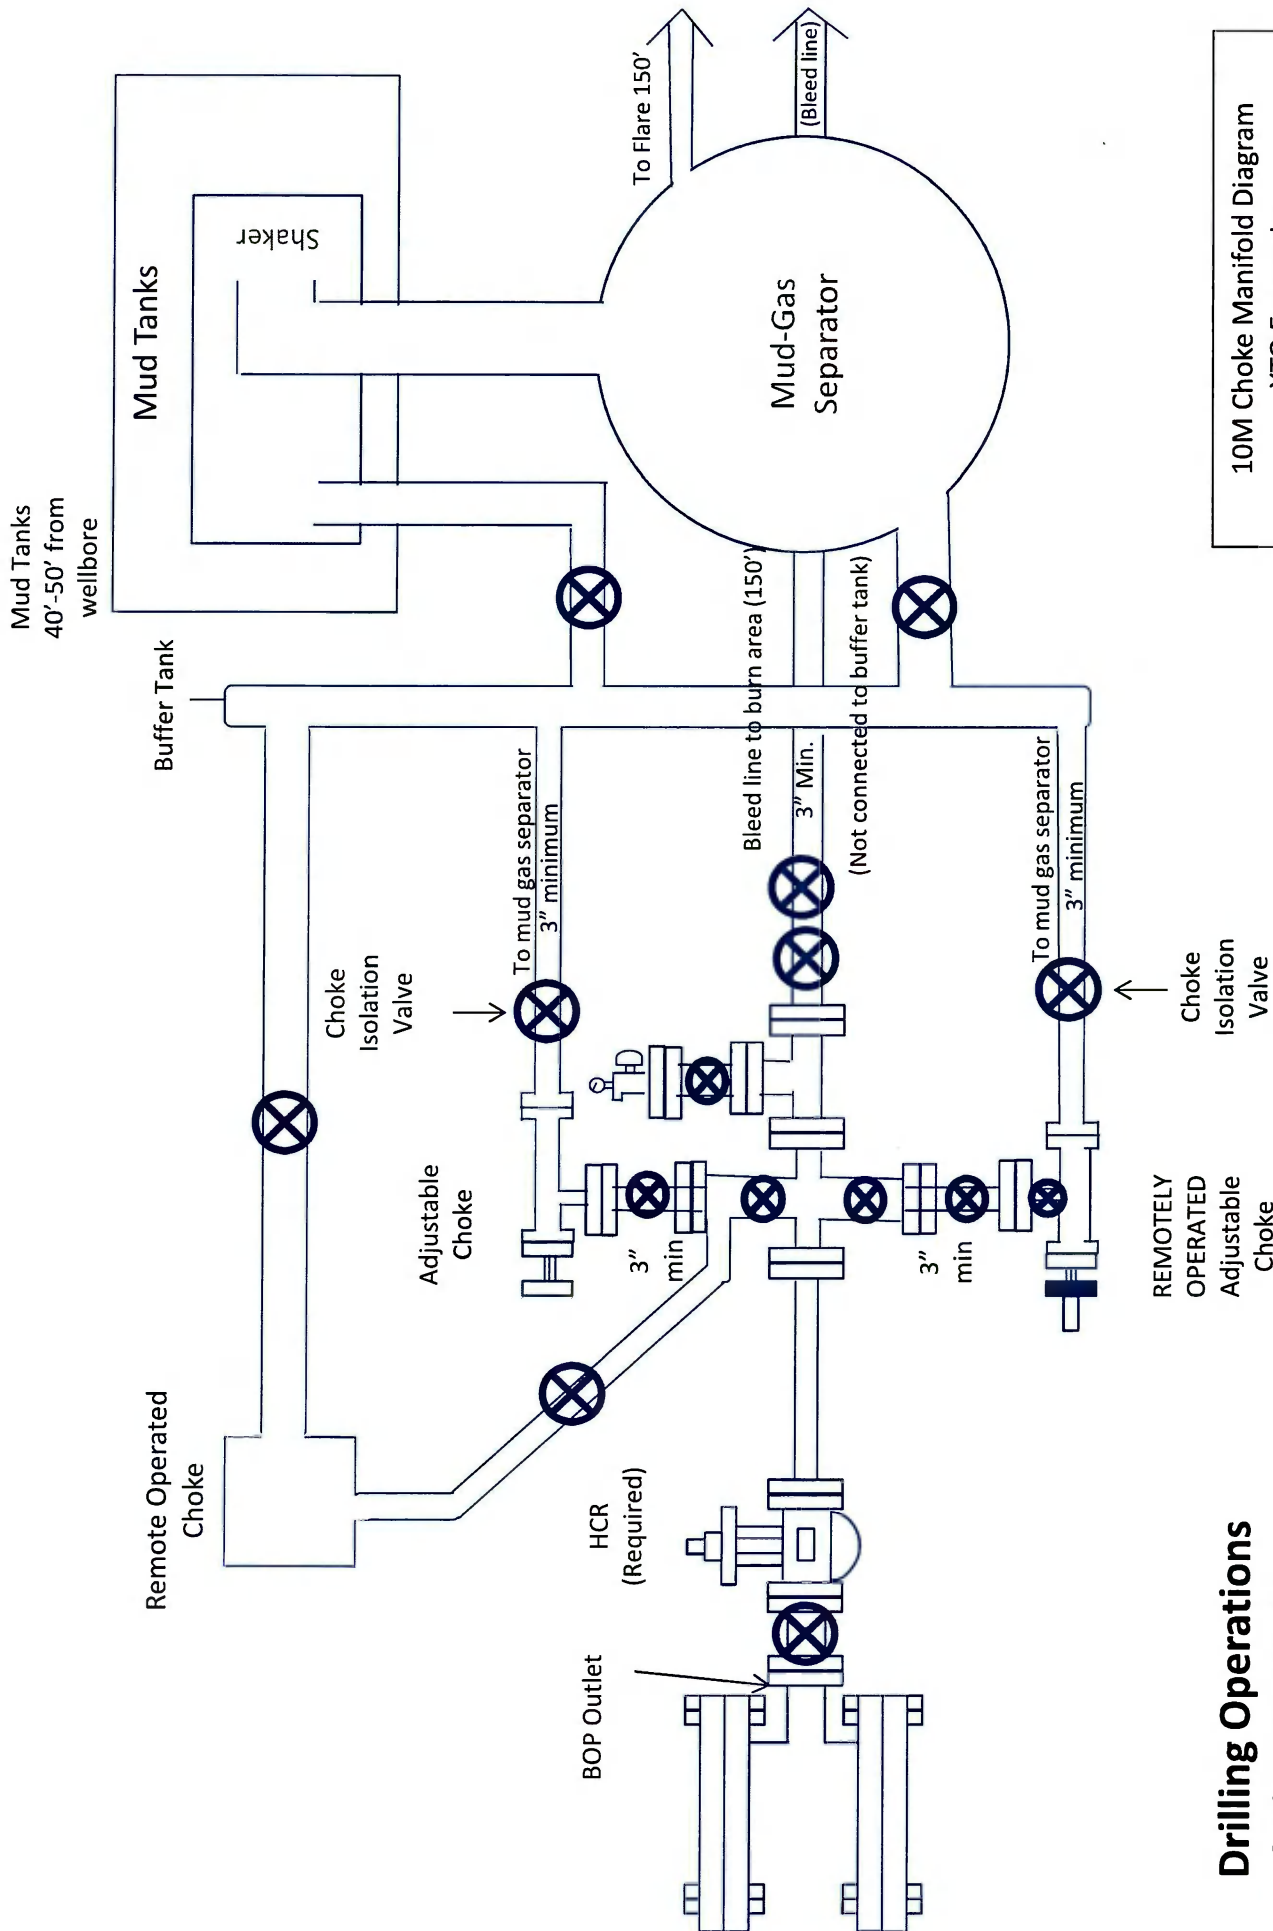 Mud Tanks
40’-50’ from
wellbore
Mud Tanks
Shaker
To Flare 150’
(Bleed line)
Mud-Gas
Separator
Buffer Tank
To mud gas separator
3” minimum
Bleed line to burn area (150’)
3” Min.
(Not connected to buffer tank)
To mud gas separator
3” minimum
Choke
Isolation
Valve
Choke
Isolation
Valve
Adjustable
Choke
3”
min
3”
min
REMOTELY
OPERATED
Adjustable
Choke
Remote Operated
Choke
HCR
(Required)
BOP Outlet
Drilling Operations
10M Choke Manifold Diagram